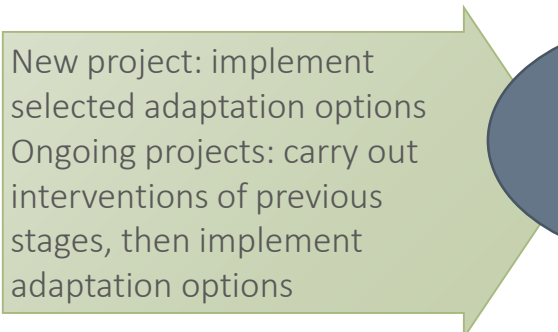 New project: implement
selected adaptation options
Ongoing projects: carry out
interventions of previous
stages, then implement
adaptation options